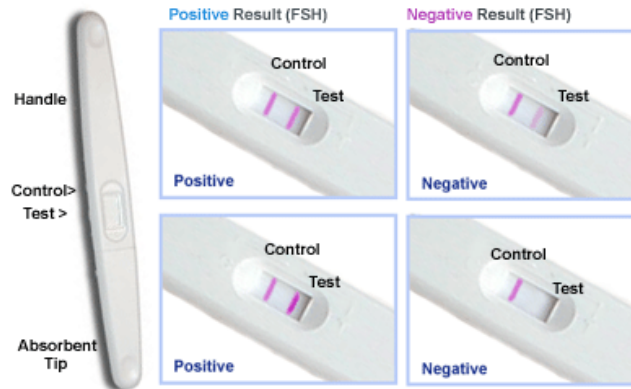 Positive Result (FSH)
Negative Result (FSH)
Handle
Control>
Test >
Absorbent
Tip
Control
Test
Positive
Control
Test
Negative
Control
Test
Positive
Control
Test
Negative